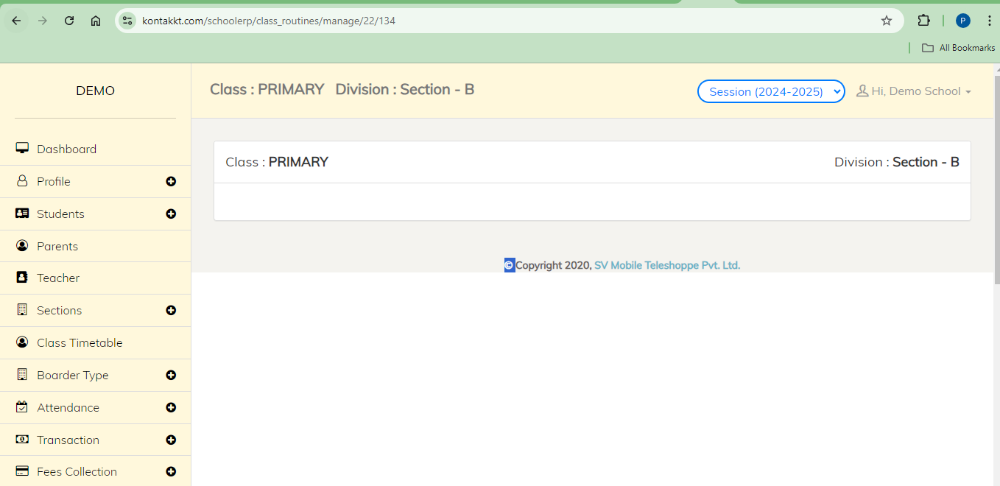 kontakkt.com/schoolerp/class_routines/manage/22/134
P
All Bookmarks
DEMO
Class : PRIMARY Division : Section - B
Session (2024-2025)
Hi, Demo School
Dashboard
Profile
Students
Parents
Teacher
Sections
Class Timetable
Boarder Type
Attendance
Transaction
Fees Collection
Class : PRIMARY
Division : Section - B
©Copyright 2020, SV Mobile Teleshoppe Pvt. Ltd.